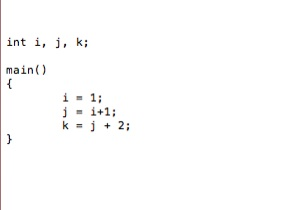 int i, j, k;
main()
{
        i = 1;
        j = i+1;
        k = j + 2;
}